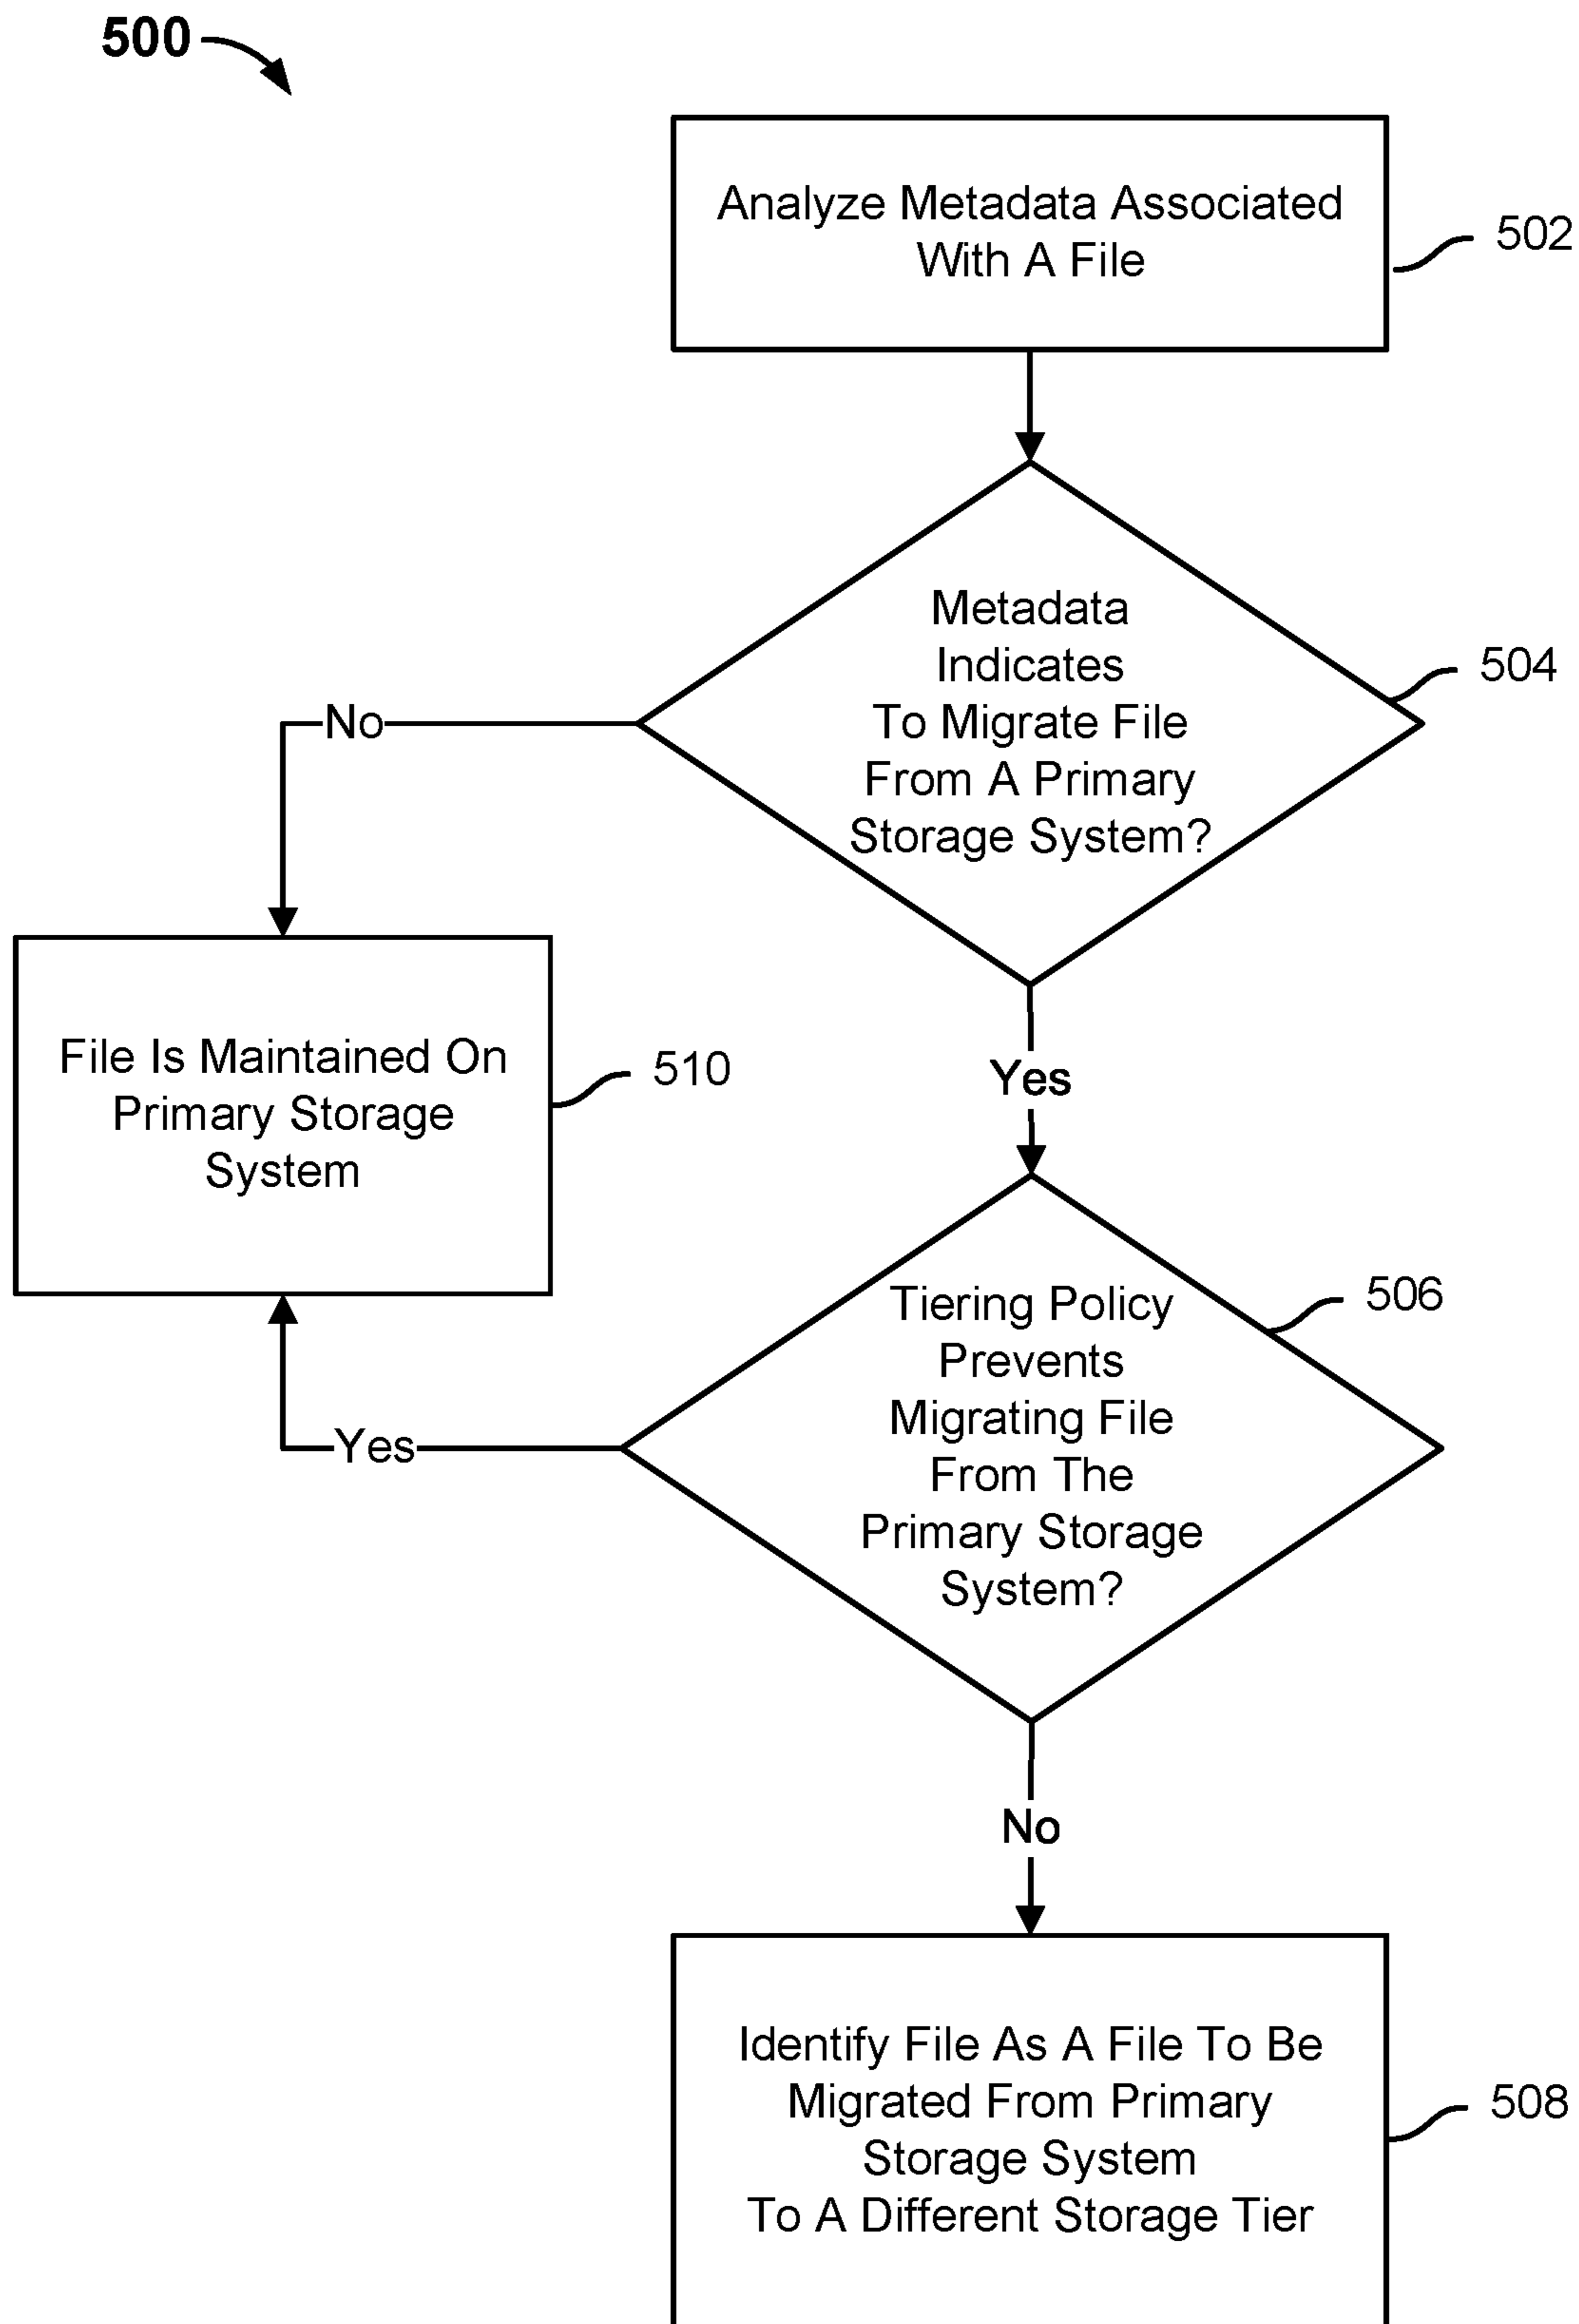 500
Analyze Metadata Associated
With A File
502
Metadata
Indicates
To Migrate File
From A Primary
Storage System?
504
No
File Is Maintained On
Primary Storage
System
510
Yes
Tiering Policy
Prevents
Migrating File
From The
Primary Storage
System?
506
Yes
No
Identify File As A File To Be
Migrated From Primary
Storage System
To A Different Storage Tier
508